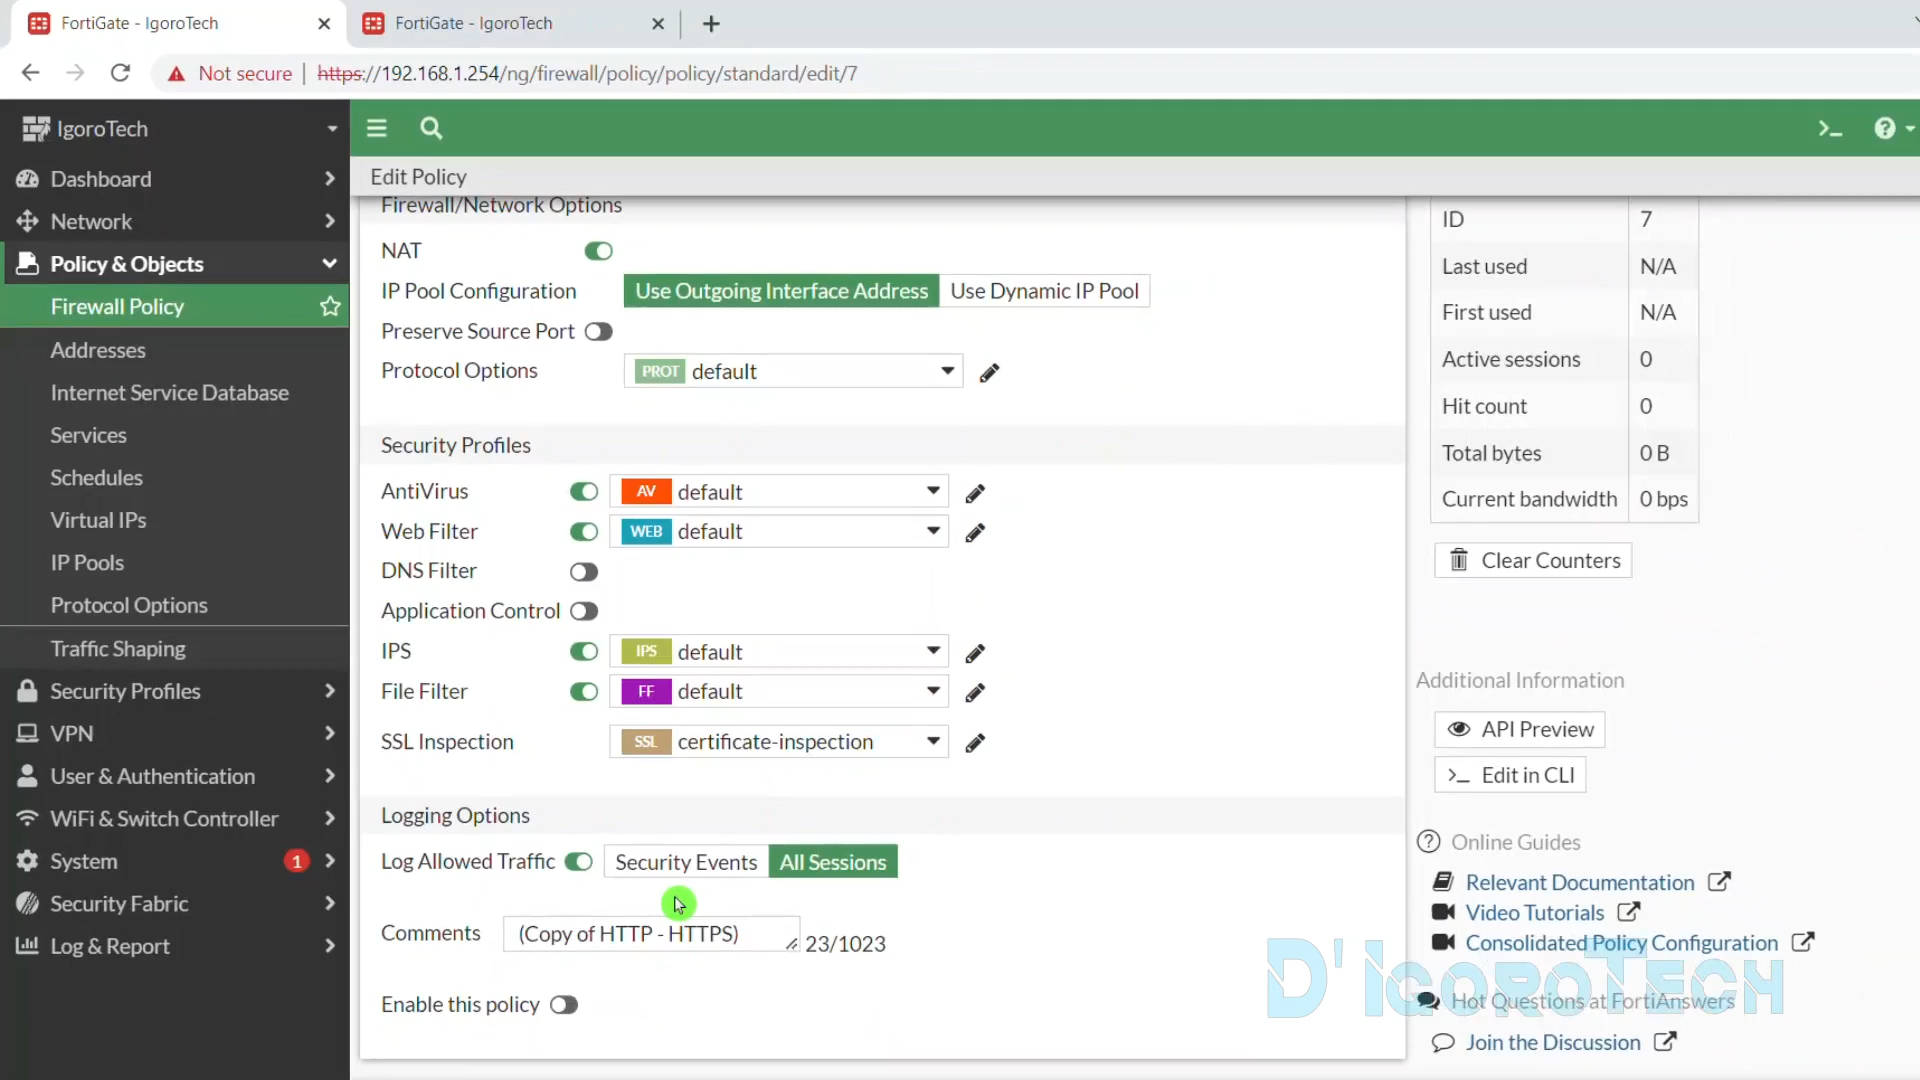 FortiGate - IgoroTech
FortiGate - IgoroTech
Not secure
https://192.168.1.254/ng/firewall/policy/policy/standard/edit/7
IgoroTech
Dashboard
Network
Policy & Objects
Firewall Policy
Addresses
Internet Service Database
Services
Schedules
Virtual IPs
IP Pools
Protocol Options
Traffic Shaping
Security Profiles
VPN
User & Authentication
WiFi & Switch Controller
System 1
Security Fabric
Log & Report
Edit Policy
Firewall/Network Options
NAT
IP Pool Configuration Use Outgoing Interface Address Use Dynamic IP Pool
Preserve Source Port
Protocol Options PROT default
Security Profiles
AntiVirus AV default
Web Filter WEB default
DNS Filter
Application Control
IPS IPS default
File Filter FF default
SSL Inspection SSL certificate-inspection
Logging Options
Log Allowed Traffic Security Events All Sessions
Comments (Copy of HTTP - HTTPS) 23/1023
Enable this policy
ID 7
Last used N/A
First used N/A
Active sessions 0
Hit count 0
Total bytes 0 B
Current bandwidth 0 bps
Clear Counters
Additional Information
API Preview
>_ Edit in CLI
Online Guides
Relevant Documentation
Video Tutorials
Consolidated Policy Configuration
Hot Questions at FortiAnswers
Join the Discussion
D'IGOROTECH